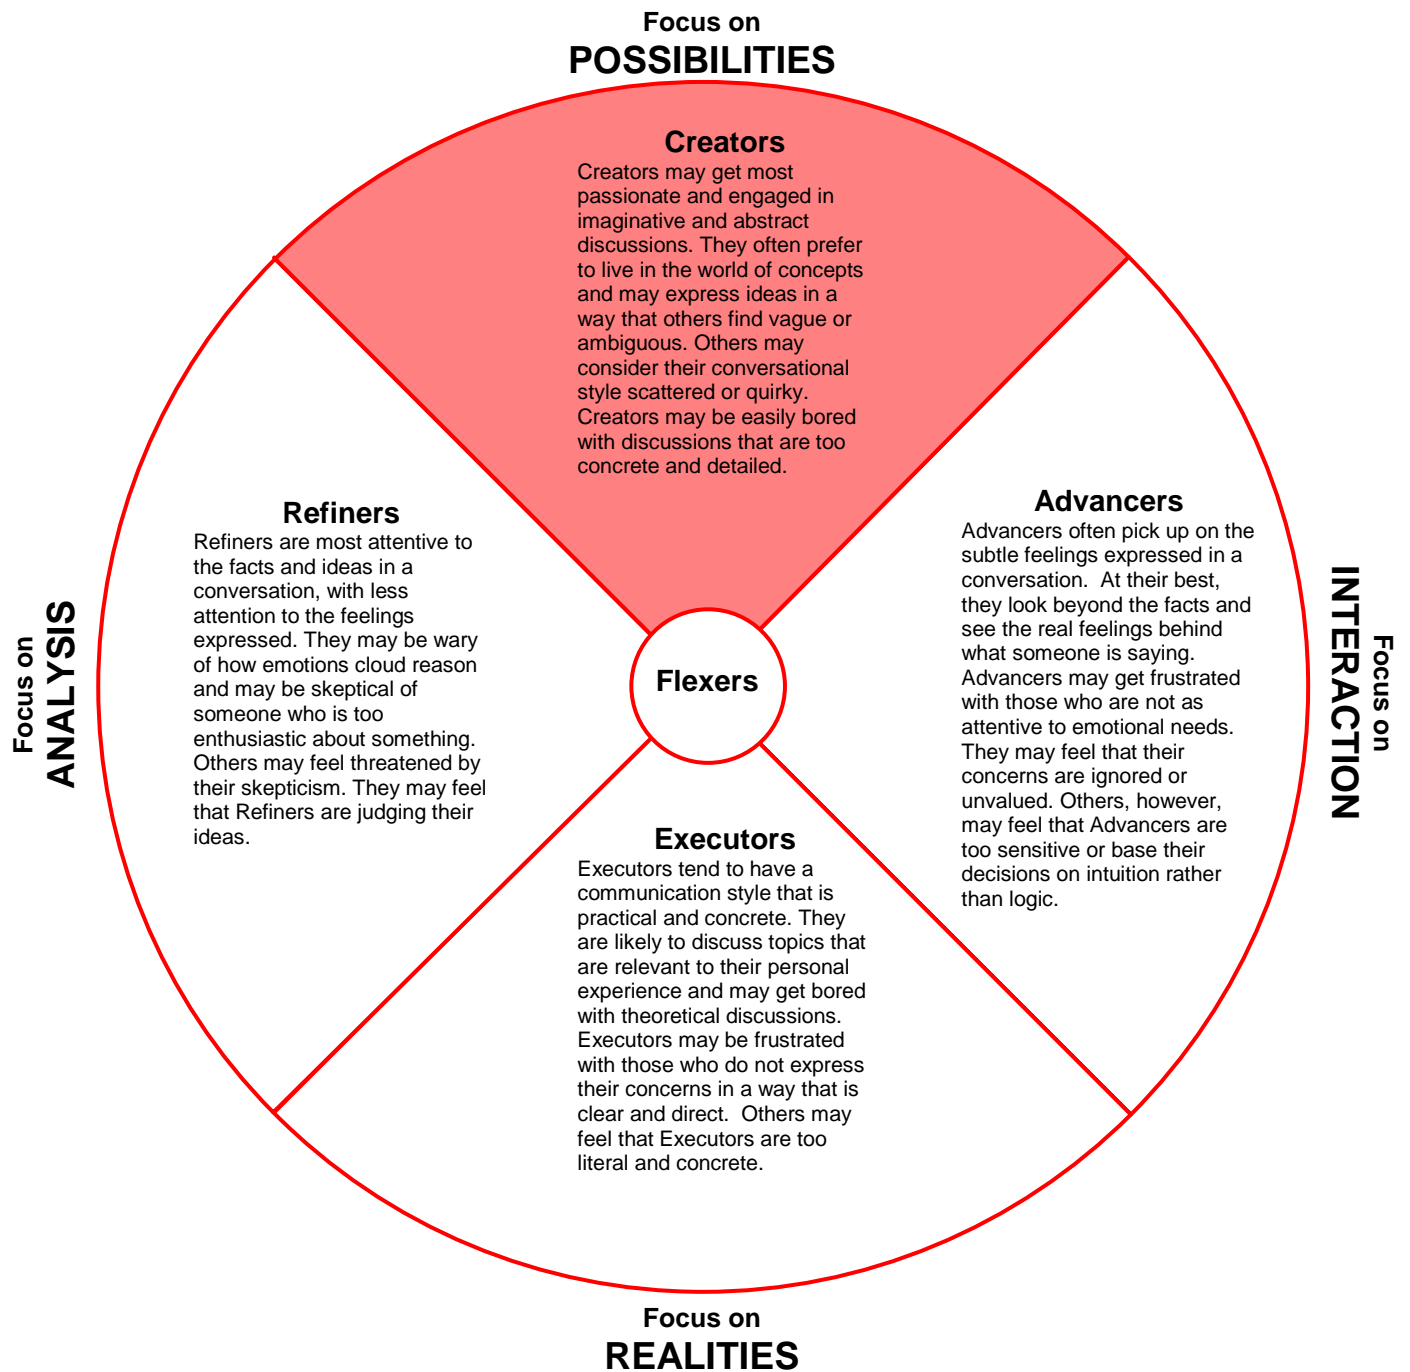 Focus on
POSSIBILITIES
Creators
Creators may get most
passionate and engaged in
imaginative and abstract
discussions. They often prefer
to live in the world of concepts
and may express ideas in a
way that others find vague or
ambiguous. Others may
consider their conversational
style scattered or quirky.
Creators may be easily bored
with discussions that are too
concrete and detailed.
Focus on
ANALYSIS
Refiners
Refiners are most attentive to
the facts and ideas in a
conversation, with less
attention to the feelings
expressed. They may be wary
of how emotions cloud reason
and may be skeptical of
someone who is too
enthusiastic about something.
Others may feel threatened by
their skepticism. They may feel
that Refiners are judging their
ideas.
Flexers
Advancers
Advancers often pick up on the
subtle feelings expressed in a
conversation.  At their best,
they look beyond the facts and
see the real feelings behind
what someone is saying.
Advancers may get frustrated
with those who are not as
attentive to emotional needs.
They may feel that their
concerns are ignored or
unvalued. Others, however,
may feel that Advancers are
too sensitive or base their
decisions on intuition rather
than logic.
Focus on
INTERACTION
Executors
Executors tend to have a
communication style that is
practical and concrete. They
are likely to discuss topics that
are relevant to their personal
experience and may get bored
with theoretical discussions.
Executors may be frustrated
with those who do not express
their concerns in a way that is
clear and direct.  Others may
feel that Executors are too
literal and concrete.
Focus on
REALITIES